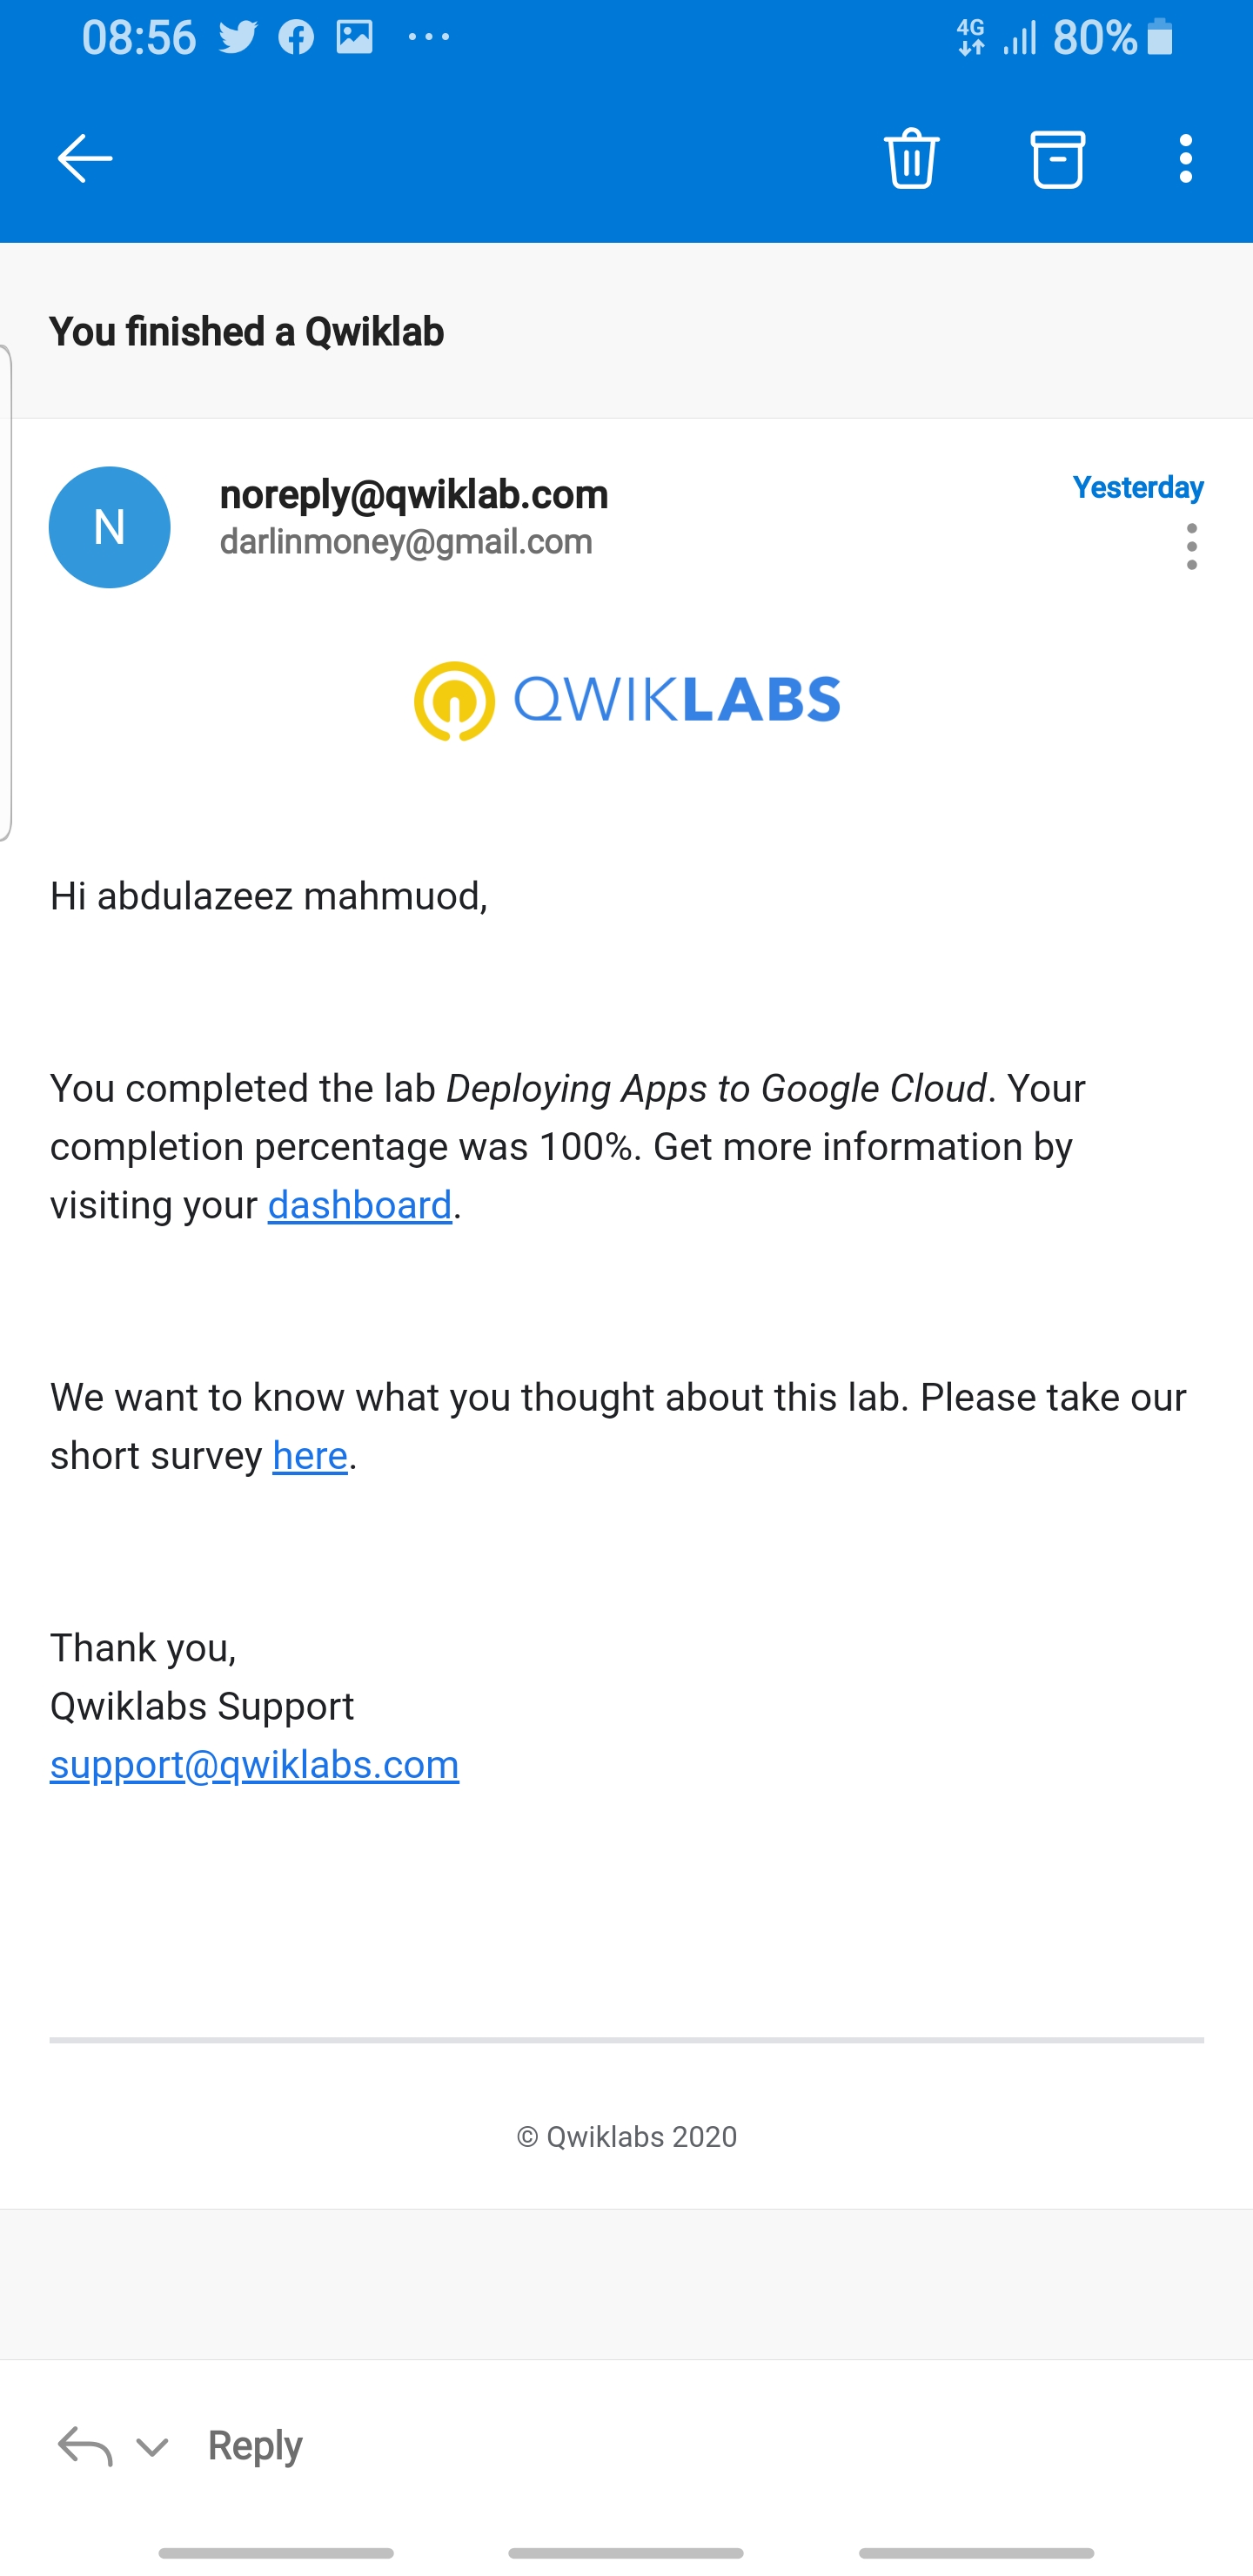 08:56
4G
80%
You finished a Qwiklab
N
noreply@qwiklab.com
Yesterday
darlinmoney@gmail.com
QWIKLABS
Hi abdulazeez mahmuod,
You completed the lab Deploying Apps to Google Cloud. Your
completion percentage was 100%. Get more information by
visiting your dashboard.
We want to know what you thought about this lab. Please take our
short survey here.
Thank you,
Qwiklabs Support
support@qwiklabs.com
© Qwiklabs 2020
Reply